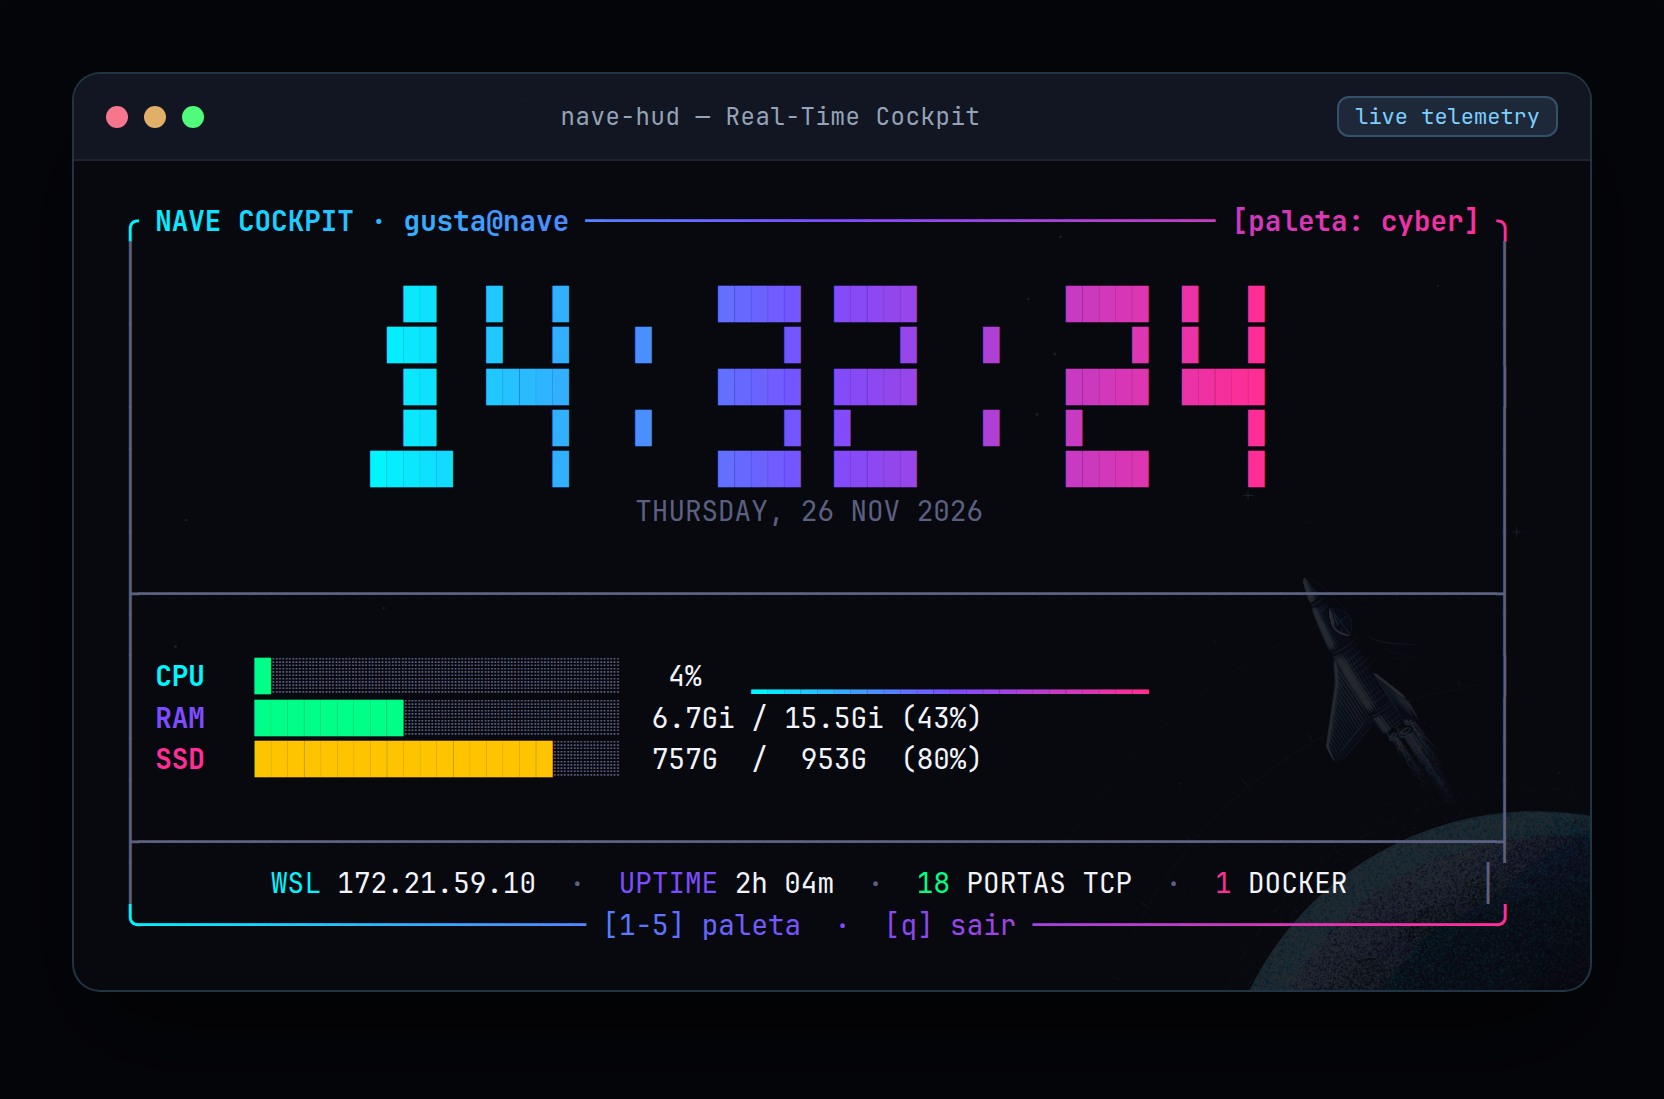 nave-hud — Real-Time Cockpit
live telemetry
NAVE COCKPIT · gusta@nave
[paleta: cyber]
14:32:24
THURSDAY, 26 NOV 2026
CPU 4%
RAM 6.7Gi / 15.5Gi (43%)
SSD 757G / 953G (80%)
WSL 172.21.59.10 · UPTIME 2h 04m · 18 PORTAS TCP · 1 DOCKER
[1-5] paleta · [q] sair